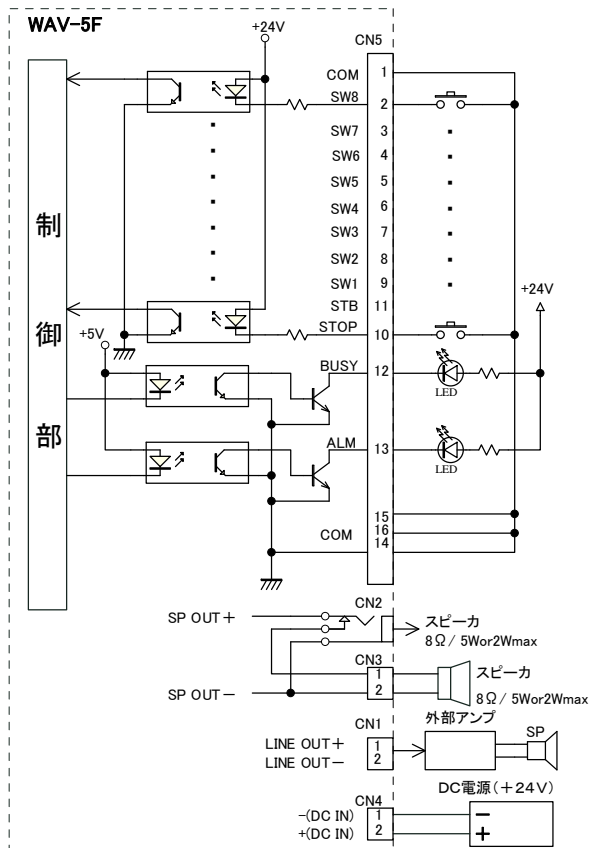 WAV-5F
+24V
CN5
COM 1
SW8 2
SW7 3
SW6 4
SW5 5
SW4 6
SW3 7
SW2 8
SW1 9
STB 11
STOP 10
+24V
+5V
BUSY 12
LED
ALM 13
LED
15
16
COM 14
制御部
CN2
SP OUT+
スピーカ
8Ω/ 5Wor2Wmax
CN3
1
2
SP OUT-
スピーカ
8Ω/ 5Wor2Wmax
CN1
外部アンプ
SP
LINE OUT+ 1
LINE OUT- 2
DC電源(+24V)
CN4
-(DC IN) 1 -
+(DC IN) 2 +